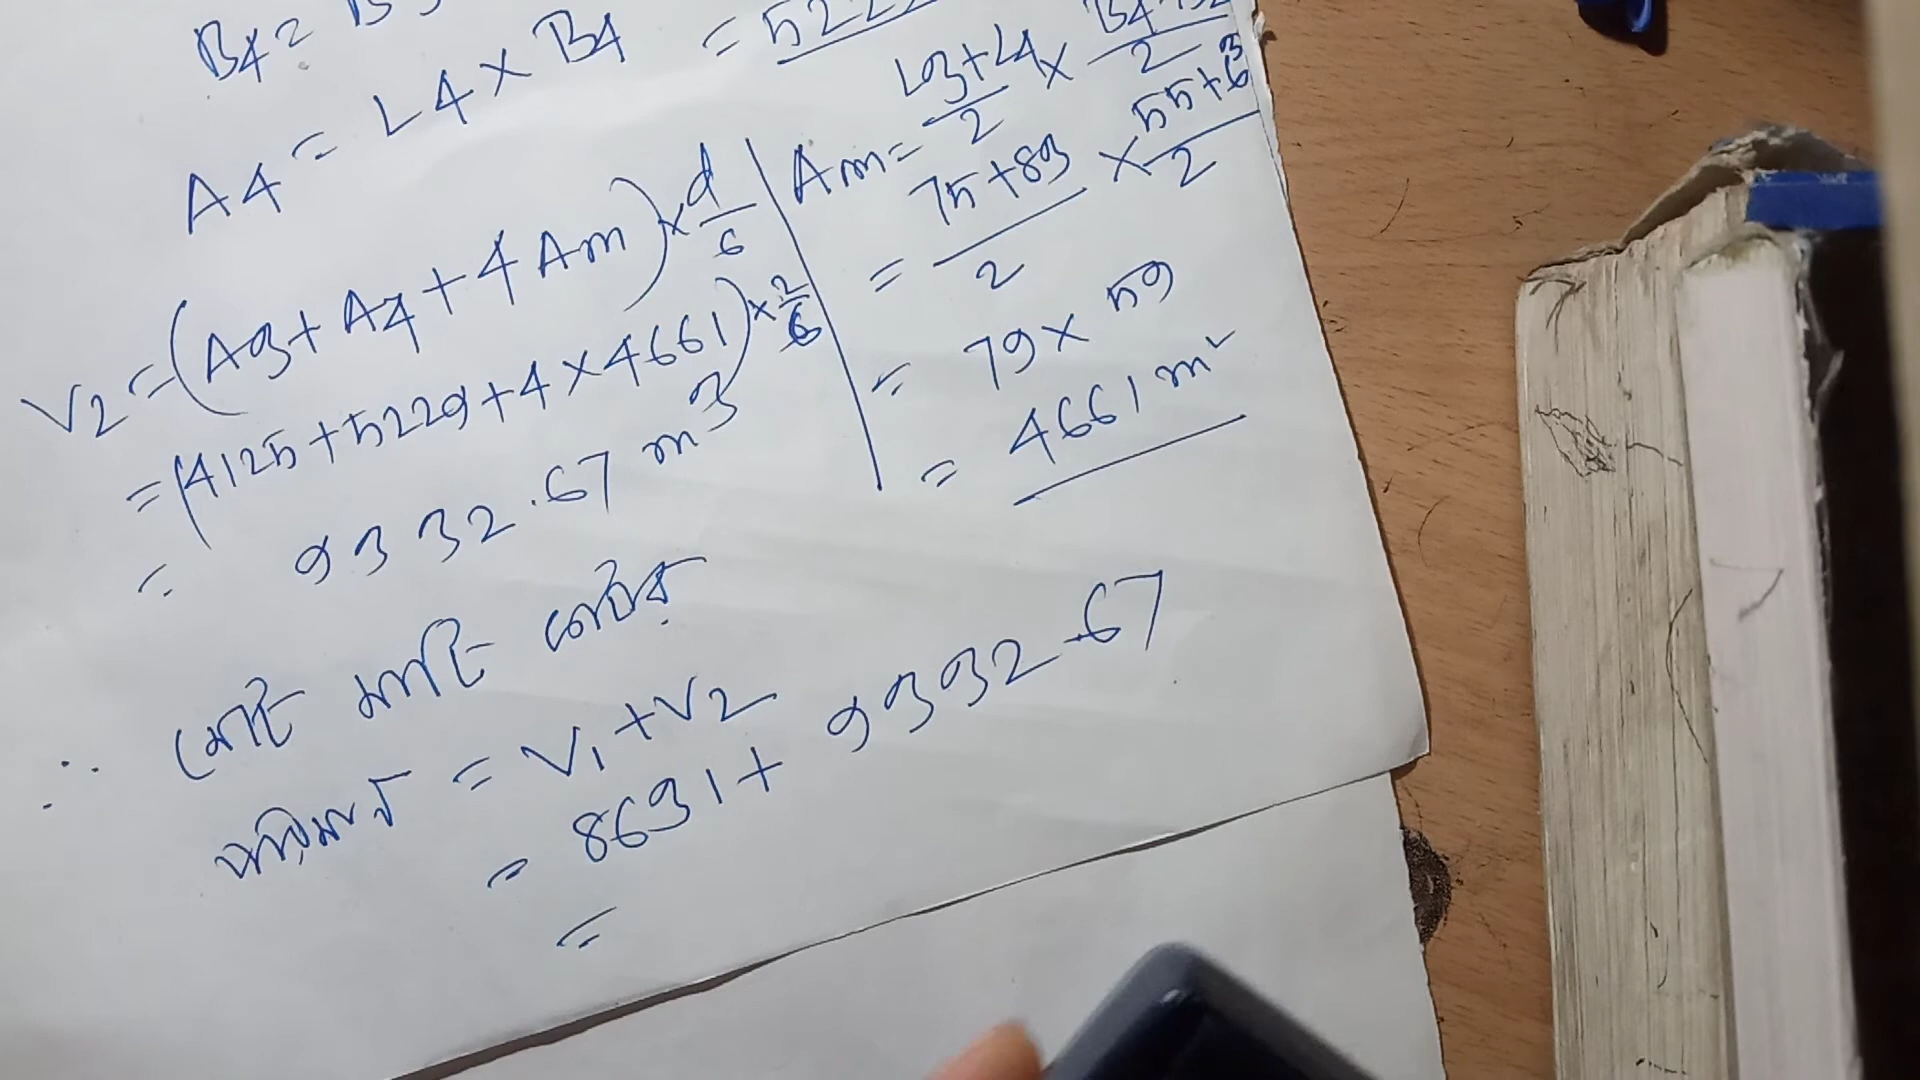 B4 =
A4 = L4 × B4 = 522
V2 = (A3 + A4 + 4 Am) × d/6
= (4125 + 5229 + 4 × 4661) × 2/6
= 9332.67 m³
Am = (L3 + L4)/2 × (B4 + B3)/2
= (75 + 83)/2 × (55 + 63)/2
= 79 × 59
= 4661 m²
∴ মোট মাটি কাটার
পরিমাণ = V1 + V2
= 8631 + 9332.67
=